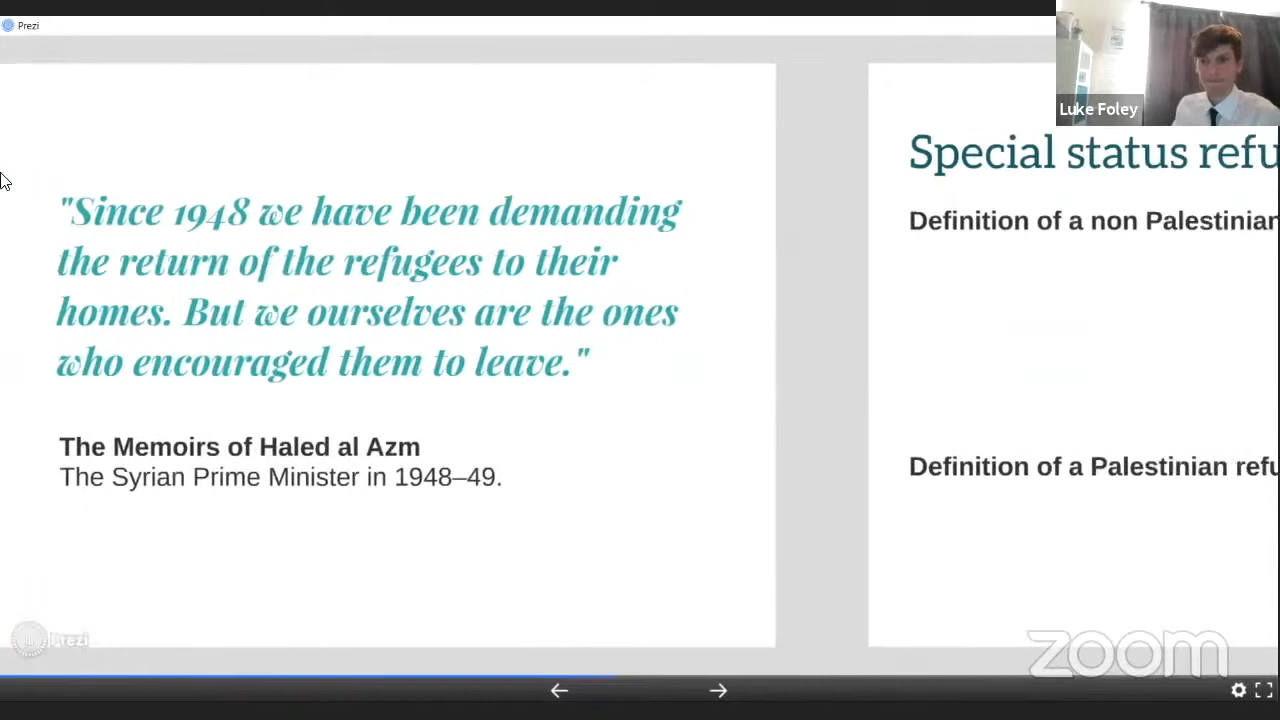 Prezi
Luke Foley
"Since 1948 we have been demanding
the return of the refugees to their
homes. But we ourselves are the ones
who encouraged them to leave."
The Memoirs of Haled al Azm
The Syrian Prime Minister in 1948–49.
Special status refu
Definition of a non Palestinian
Definition of a Palestinian refu
Prezi
zoom